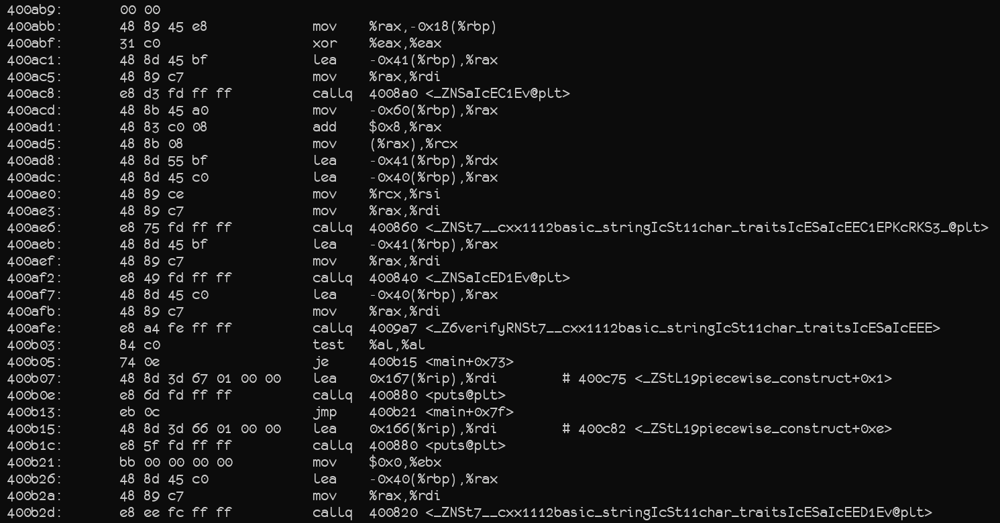 400ab9: 00 00
400abb: 48 89 45 e8 mov %rax,-0x18(%rbp)
400abf: 31 c0 xor %eax,%eax
400ac1: 48 8d 45 bf lea -0x41(%rbp),%rax
400ac5: 48 89 c7 mov %rax,%rdi
400ac8: e8 d3 fd ff ff callq 4008a0 <_ZNSaIcEC1Ev@plt>
400acd: 48 8b 45 a0 mov -0x60(%rbp),%rax
400ad1: 48 83 c0 08 add $0x8,%rax
400ad5: 48 8b 08 mov (%rax),%rcx
400ad8: 48 8d 55 bf lea -0x41(%rbp),%rdx
400adc: 48 8d 45 c0 lea -0x40(%rbp),%rax
400ae0: 48 89 ce mov %rcx,%rsi
400ae3: 48 89 c7 mov %rax,%rdi
400ae6: e8 75 fd ff ff callq 400860 <_ZNSt7__cxx1112basic_stringIcSt11char_traitsIcESaIcEEC1EPKcRKS3_@plt>
400aeb: 48 8d 45 bf lea -0x41(%rbp),%rax
400aef: 48 89 c7 mov %rax,%rdi
400af2: e8 49 fd ff ff callq 400840 <_ZNSaIcED1Ev@plt>
400af7: 48 8d 45 c0 lea -0x40(%rbp),%rax
400afb: 48 89 c7 mov %rax,%rdi
400afe: e8 a4 fe ff ff callq 4009a7 <_Z6verifyRNSt7__cxx1112basic_stringIcSt11char_traitsIcESaIcEEE>
400b03: 84 c0 test %al,%al
400b05: 74 0e je 400b15 <main+0x73>
400b07: 48 8d 3d 67 01 00 00 lea 0x167(%rip),%rdi # 400c75 <_ZStL19piecewise_construct+0x1>
400b0e: e8 6d fd ff ff callq 400880 <puts@plt>
400b13: eb 0c jmp 400b21 <main+0x7f>
400b15: 48 8d 3d 66 01 00 00 lea 0x166(%rip),%rdi # 400c82 <_ZStL19piecewise_construct+0xe>
400b1c: e8 5f fd ff ff callq 400880 <puts@plt>
400b21: bb 00 00 00 00 mov $0x0,%ebx
400b26: 48 8d 45 c0 lea -0x40(%rbp),%rax
400b2a: 48 89 c7 mov %rax,%rdi
400b2d: e8 ee fc ff ff callq 400820 <_ZNSt7__cxx1112basic_stringIcSt11char_traitsIcESaIcEED1Ev@plt>